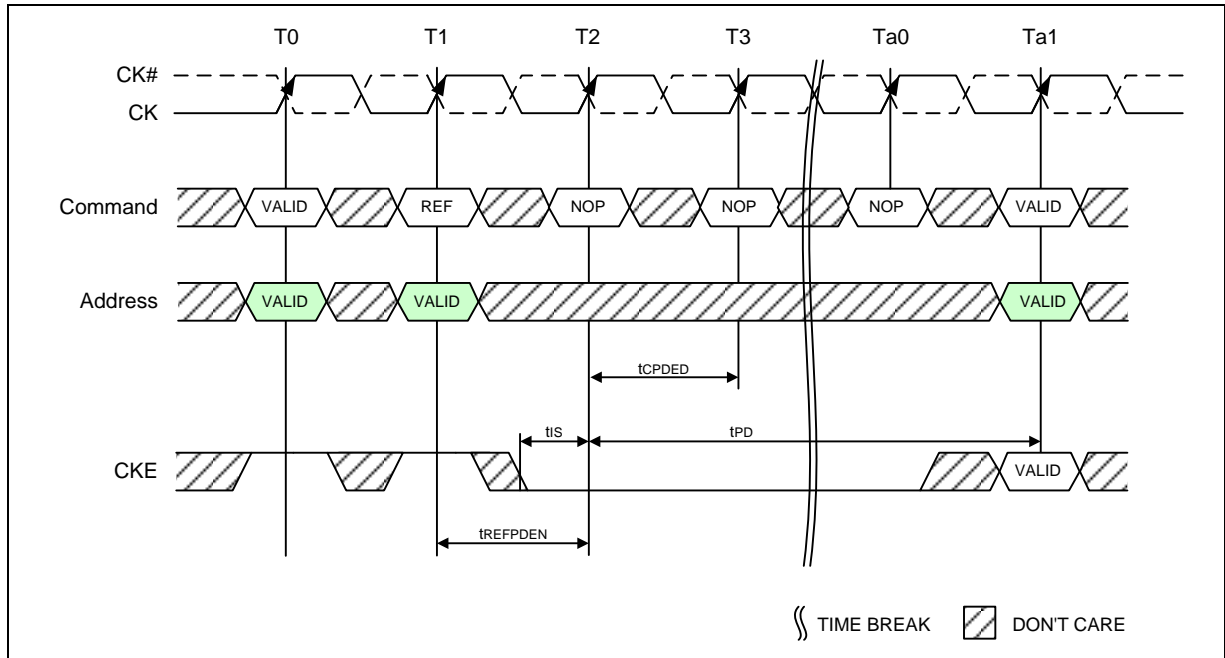 T0 T1 T2 T3 Ta0 Ta1
CK#
CK
Command VALID REF NOP NOP NOP VALID
Address VALID VALID VALID
tCPDED
tIS tPD
CKE VALID
tREFPDEN
TIME BREAK DON'T CARE